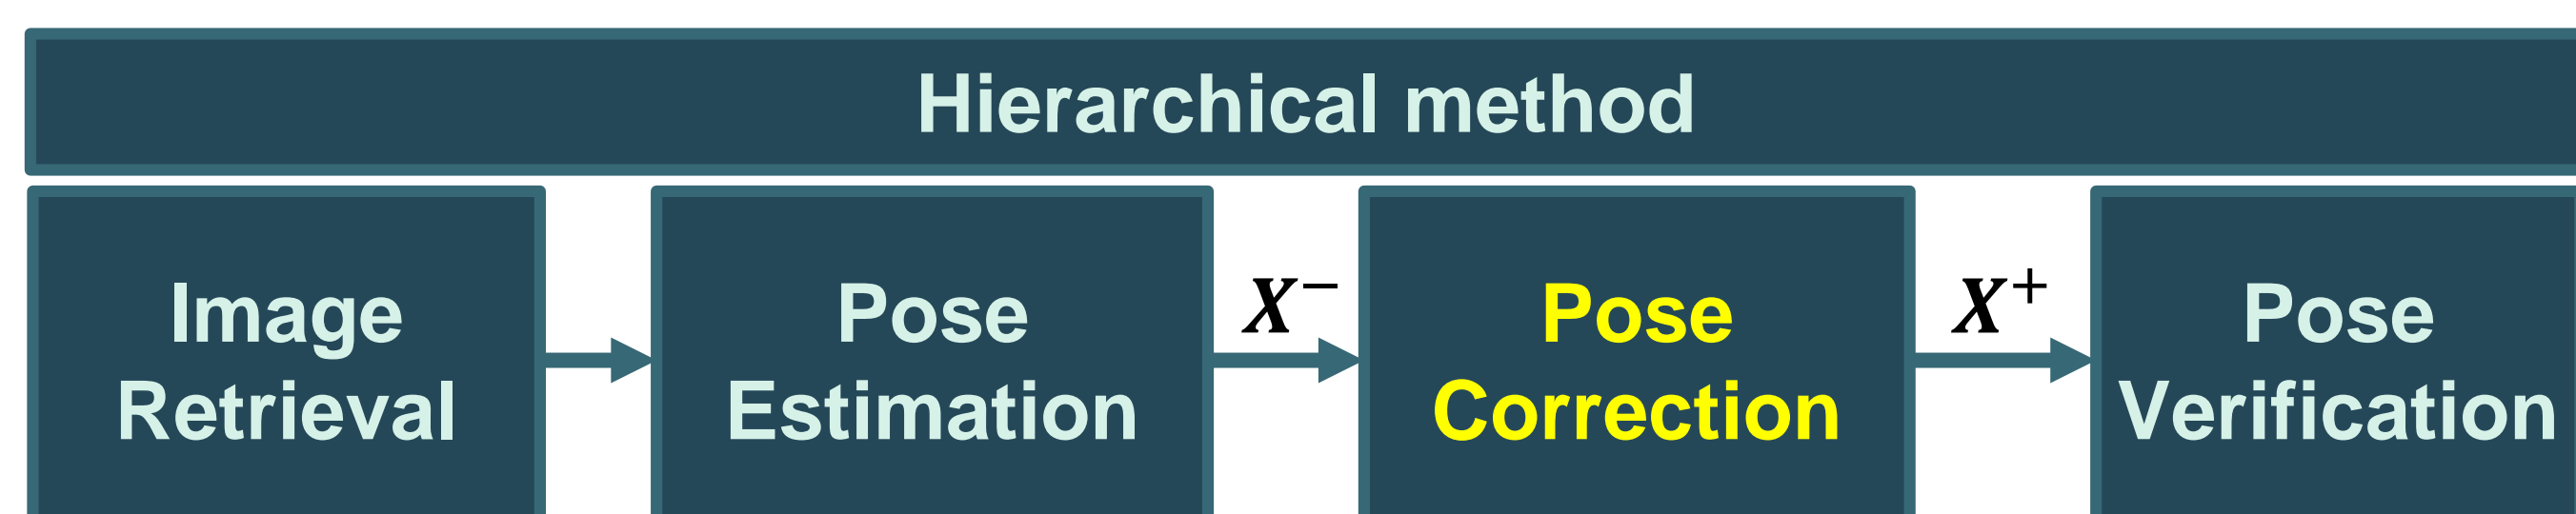 Hierarchical method
Image
Retrieval
Pose
Estimation
X⁻
Pose
Correction
X⁺
Pose
Verification